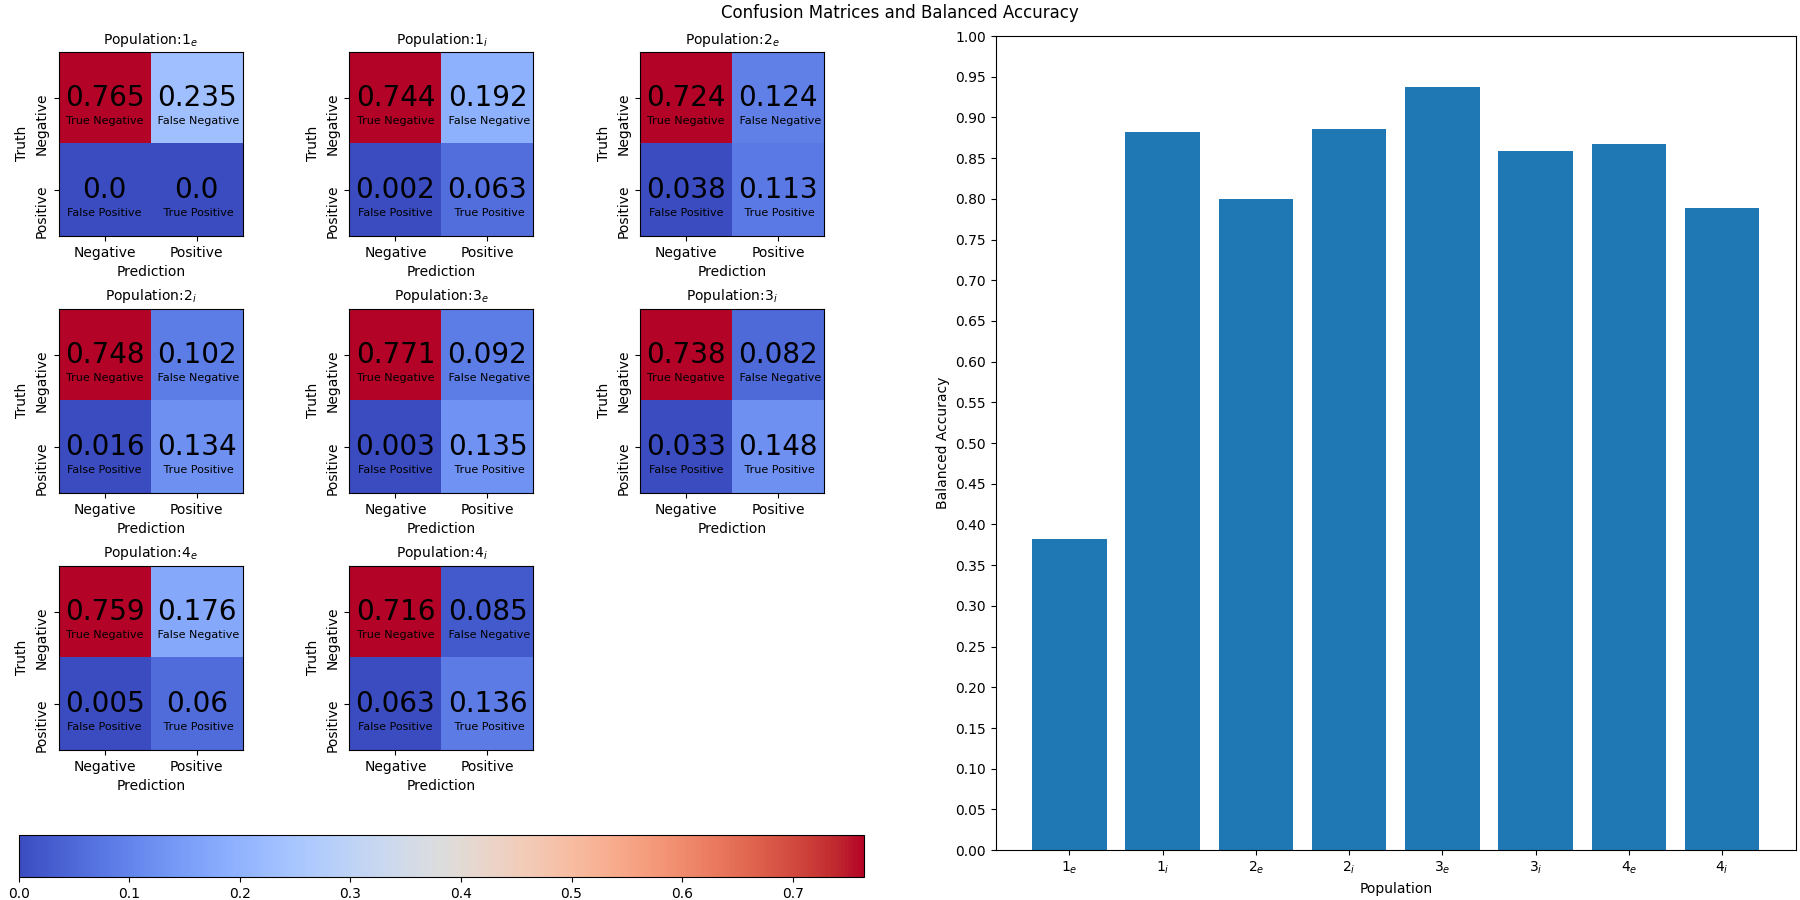 Confusion Matrices and Balanced Accuracy
Population:1e
0.765 0.235
True Negative False Negative
0.0 0.0
False Positive True Positive
Truth
Negative
Positive
Negative Positive
Prediction
Population:1i
0.744 0.192
True Negative False Negative
0.002 0.063
False Positive True Positive
Truth
Negative
Positive
Negative Positive
Prediction
Population:2e
0.724 0.124
True Negative False Negative
0.038 0.113
False Positive True Positive
Truth
Negative
Positive
Negative Positive
Prediction
Population:2i
0.748 0.102
True Negative False Negative
0.016 0.134
False Positive True Positive
Truth
Negative
Positive
Negative Positive
Prediction
Population:3e
0.771 0.092
True Negative False Negative
0.003 0.135
False Positive True Positive
Truth
Negative
Positive
Negative Positive
Prediction
Population:3i
0.738 0.082
True Negative False Negative
0.033 0.148
False Positive True Positive
Truth
Negative
Positive
Negative Positive
Prediction
Population:4e
0.759 0.176
True Negative False Negative
0.005 0.06
False Positive True Positive
Truth
Negative
Positive
Negative Positive
Prediction
Population:4i
0.716 0.085
True Negative False Negative
0.063 0.136
False Positive True Positive
Truth
Negative
Positive
Negative Positive
Prediction
0.0 0.1 0.2 0.3 0.4 0.5 0.6 0.7
Balanced Accuracy
1.00
0.95
0.90
0.85
0.80
0.75
0.70
0.65
0.60
0.55
0.50
0.45
0.40
0.35
0.30
0.25
0.20
0.15
0.10
0.05
0.00
1e 1i 2e 2i 3e 3i 4e 4i
Population